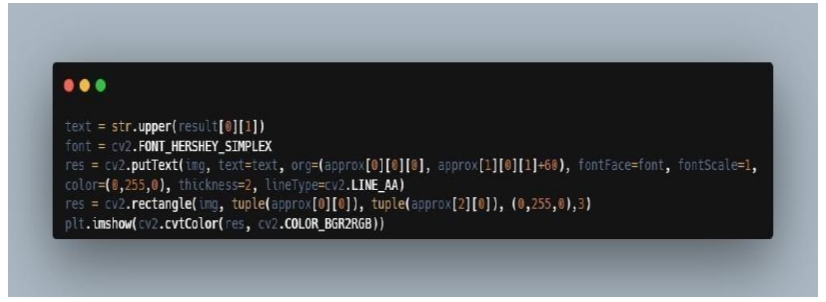 text = str.upper(result[0][1])
font = cv2.FONT_HERSHEY_SIMPLEX
res = cv2.putText(img, text=text, org=(approx[0][0][0], approx[1][0][1]+60), fontFace=font, fontScale=1,
color=(0,255,0), thickness=2, lineType=cv2.LINE_AA)
res = cv2.rectangle(img, tuple(approx[0][0]), tuple(approx[2][0]), (0,255,0),3)
plt.imshow(cv2.cvtColor(res, cv2.COLOR_BGR2RGB))